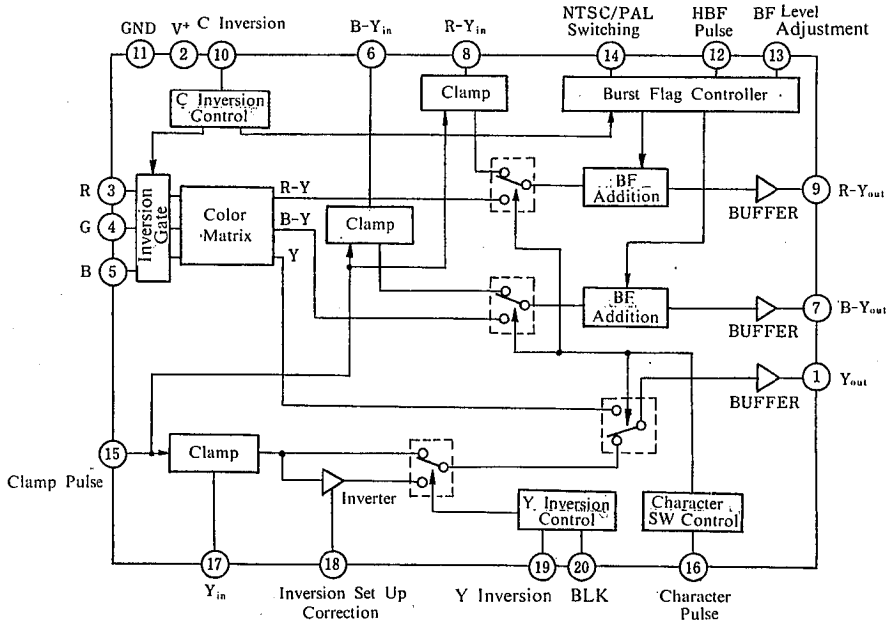 GND
V+
C Inversion
B-Yin
R-Yin
NTSC/PAL
Switching
HBF
Pulse
BF Level
Adjustment
11
2
10
6
8
14
12
13
C Inversion
Control
Clamp
Burst Flag Controller
R
3
G
4
B
5
Inversion
Gate
Color
Matrix
R-Y
B-Y
Y
Clamp
BF
Addition
BUFFER
9
R-Yout
BF
Addition
BUFFER
7
B-Yout
BUFFER
1
Yout
15
Clamp Pulse
Clamp
Inverter
Y Inversion
Control
Character
SW Control
17
18
19
20
16
Yin
Inversion Set Up
Correction
Y Inversion
BLK
Character
Pulse